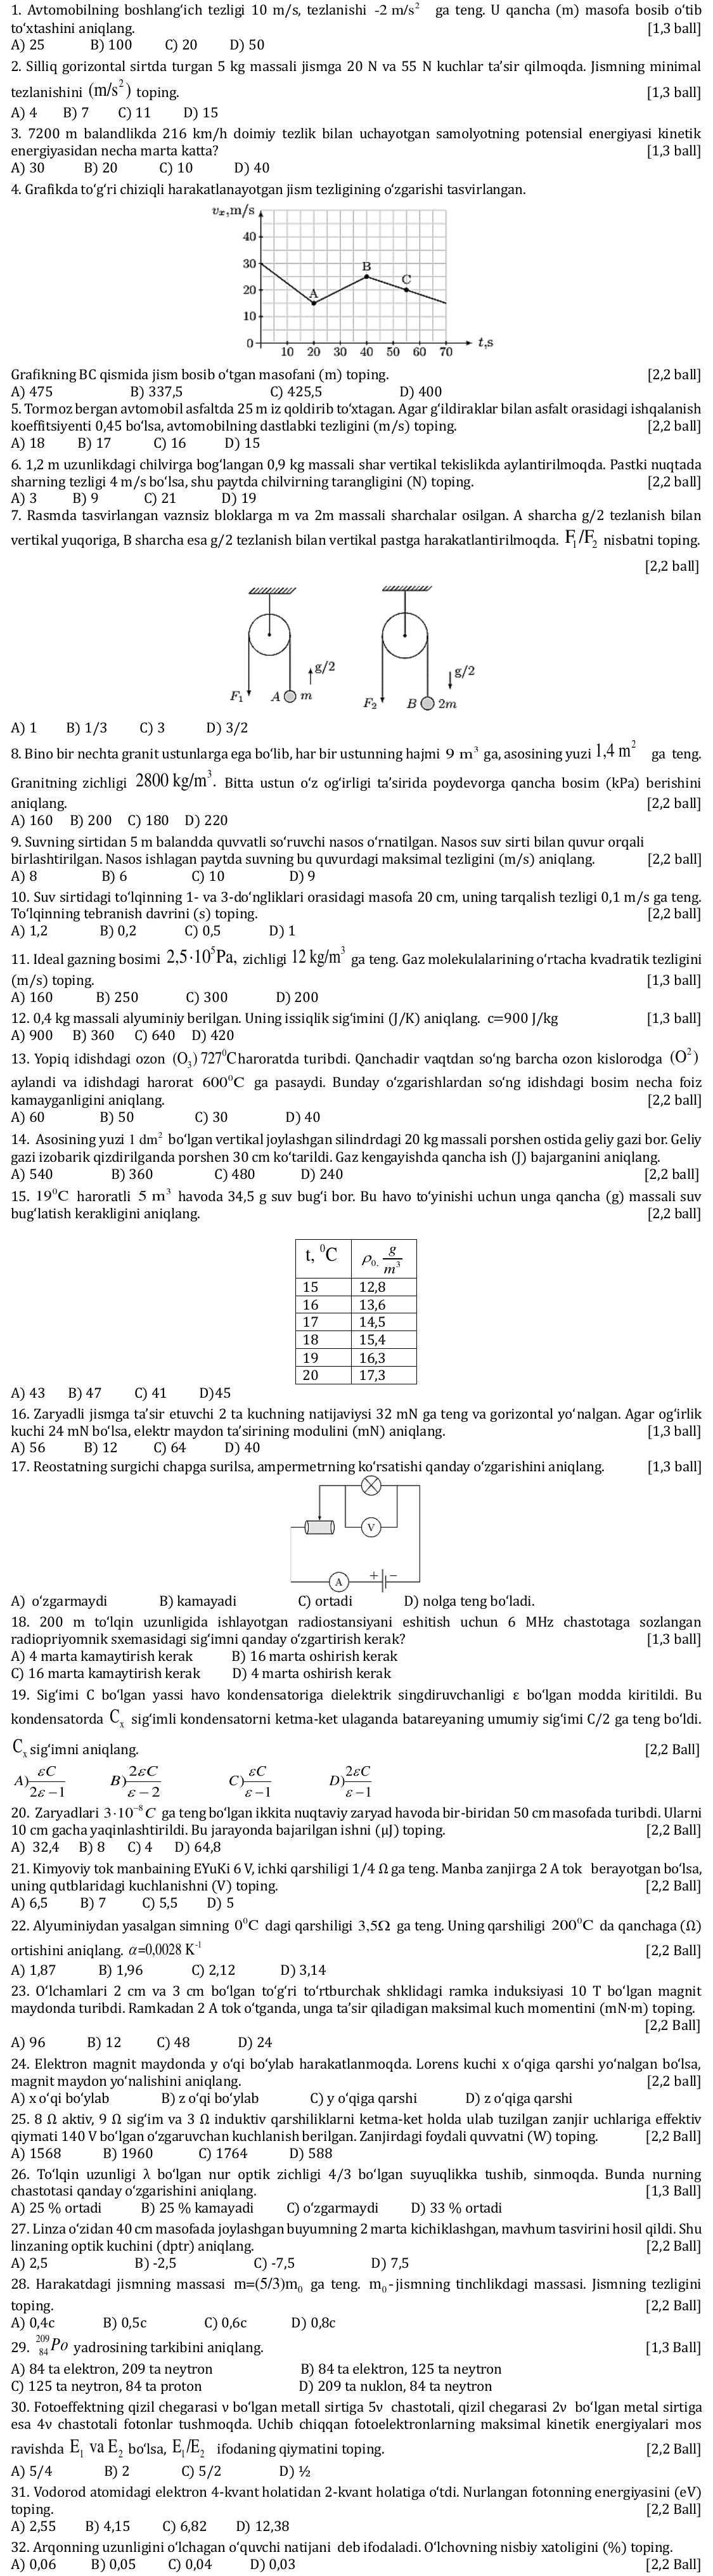 1. Avtomobilning boshlang‘ich tezligi 10 m/s, tezlanishi -2 m/s² ga teng. U qancha (m) masofa bosib o‘tib
to‘xtashini aniqlang. [1,3 ball]
A) 25 B) 100 C) 20 D) 50
2. Silliq gorizontal sirtda turgan 5 kg massali jismga 20 N va 55 N kuchlar ta’sir qilmoqda. Jismning minimal
tezlanishini (m/s²) toping. [1,3 ball]
A) 4 B) 7 C) 11 D) 15
3. 7200 m balandlikda 216 km/h doimiy tezlik bilan uchayotgan samolyotning potensial energiyasi kinetik
energiyasidan necha marta katta? [1,3 ball]
A) 30 B) 20 C) 10 D) 40
4. Grafikda to‘g‘ri chiziqli harakatlanayotgan jism tezligining o‘zgarishi tasvirlangan.
vₓ,m/s
40
30
20
10
0
A
B
C
10 20 30 40 50 60 70
t,s
Grafikning BC qismida jism bosib o‘tgan masofani (m) toping. [2,2 ball]
A) 475 B) 337,5 C) 425,5 D) 400
5. Tormoz bergan avtomobil asfaltda 25 m iz qoldirib to‘xtagan. Agar g‘ildiraklar bilan asfalt orasidagi ishqalanish
koeffitsiyenti 0,45 bo‘lsa, avtomobilning dastlabki tezligini (m/s) toping. [2,2 ball]
A) 18 B) 17 C) 16 D) 15
6. 1,2 m uzunlikdagi chilvirga bog‘langan 0,9 kg massali shar vertikal tekislikda aylantirilmoqda. Pastki nuqtada
sharning tezligi 4 m/s bo‘lsa, shu paytda chilvirning tarangligini (N) toping. [2,2 ball]
A) 3 B) 9 C) 21 D) 19
7. Rasmda tasvirlangan vaznsiz bloklarga m va 2m massali sharchalar osilgan. A sharcha g/2 tezlanish bilan
vertikal yuqoriga, B sharcha esa g/2 tezlanish bilan vertikal pastga harakatlantirilmoqda. F₁/F₂ nisbatni toping.
[2,2 ball]
g/2 g/2
F₁ A m F₂ B 2m
A) 1 B) 1/3 C) 3 D) 3/2
8. Bino bir nechta granit ustunlarga ega bo‘lib, har bir ustunning hajmi 9 m³ ga, asosining yuzi 1,4 m² ga teng.
Granitning zichligi 2800 kg/m³. Bitta ustun o‘z og‘irligi ta’sirida poydevorga qancha bosim (kPa) berishini
aniqlang. [2,2 ball]
A) 160 B) 200 C) 180 D) 220
9. Suvning sirtidan 5 m balandda quvvatli so‘ruvchi nasos o‘rnatilgan. Nasos suv sirti bilan quvur orqali
birlashtirilgan. Nasos ishlagan paytda suvning bu quvurdagi maksimal tezligini (m/s) aniqlang. [2,2 ball]
A) 8 B) 6 C) 10 D) 9
10. Suv sirtidagi to‘lqinning 1- va 3-do‘ngliklari orasidagi masofa 20 cm, uning tarqalish tezligi 0,1 m/s ga teng.
To‘lqinning tebranish davrini (s) toping. [2,2 ball]
A) 1,2 B) 0,2 C) 0,5 D) 1
11. Ideal gazning bosimi 2,5·10⁵Pa, zichligi 12 kg/m³ ga teng. Gaz molekulalarining o‘rtacha kvadratik tezligini
(m/s) toping. [1,3 ball]
A) 160 B) 250 C) 300 D) 200
12. 0,4 kg massali alyuminiy berilgan. Uning issiqlik sig‘imini (J/K) aniqlang. c=900 J/kg [1,3 ball]
A) 900 B) 360 C) 640 D) 420
13. Yopiq idishdagi ozon (O₃) 727⁰C haroratda turibdi. Qanchadir vaqtdan so‘ng barcha ozon kislorodga (O²)
aylandi va idishdagi harorat 600⁰C ga pasaydi. Bunday o‘zgarishlardan so‘ng idishdagi bosim necha foiz
kamayganligini aniqlang. [2,2 ball]
A) 60 B) 50 C) 30 D) 40
14. Asosining yuzi 1 dm² bo‘lgan vertikal joylashgan silindrdagi 20 kg massali porshen ostida geliy gazi bor. Geliy
gazi izobarik qizdirilganda porshen 30 cm ko‘tarildi. Gaz kengayishda qancha ish (J) bajarganini aniqlang.
A) 540 B) 360 C) 480 D) 240 [2,2 ball]
15. 19⁰C haroratli 5 m³ havoda 34,5 g suv bug‘i bor. Bu havo to‘yinishi uchun unga qancha (g) massali suv
bug‘latish kerakligini aniqlang. [2,2 ball]
t, ⁰C ρ₀, g/m³
15 12,8
16 13,6
17 14,5
18 15,4
19 16,3
20 17,3
A) 43 B) 47 C) 41 D)45
16. Zaryadli jismga ta’sir etuvchi 2 ta kuchning natijaviysi 32 mN ga teng va gorizontal yo‘nalgan. Agar og‘irlik
kuchi 24 mN bo‘lsa, elektr maydon ta’sirining modulini (mN) aniqlang. [1,3 ball]
A) 56 B) 12 C) 64 D) 40
17. Reostatning surgichi chapga surilsa, ampermetrning ko‘rsatishi qanday o‘zgarishini aniqlang. [1,3 ball]
V
A
+ −
A) o‘zgarmaydi B) kamayadi C) ortadi D) nolga teng bo‘ladi.
18. 200 m to‘lqin uzunligida ishlayotgan radiostansiyani eshitish uchun 6 MHz chastotaga sozlangan
radiopriyomnik sxemasidagi sig‘imni qanday o‘zgartirish kerak? [1,3 ball]
A) 4 marta kamaytirish kerak B) 16 marta oshirish kerak
C) 16 marta kamaytirish kerak D) 4 marta oshirish kerak
19. Sig‘imi C bo‘lgan yassi havo kondensatoriga dielektrik singdiruvchanligi ε bo‘lgan modda kiritildi. Bu
kondensatorda Cₓ sig‘imli kondensatorni ketma-ket ulaganda batareyaning umumiy sig‘imi C/2 ga teng bo‘ldi.
Cₓ sig‘imni aniqlang. [2,2 Ball]
A) εC/(2ε−1) B) 2εC/(ε−2) C) εC/(ε−1) D) 2εC/(ε−1)
20. Zaryadlari 3·10⁻⁸ C ga teng bo‘lgan ikkita nuqtaviy zaryad havoda bir-biridan 50 cm masofada turibdi. Ularni
10 cm gacha yaqinlashtirildi. Bu jarayonda bajarilgan ishni (μJ) toping. [2,2 Ball]
A) 32,4 B) 8 C) 4 D) 64,8
21. Kimyoviy tok manbaining EYuKi 6 V, ichki qarshiligi 1/4 Ω ga teng. Manba zanjirga 2 A tok berayotgan bo‘lsa,
uning qutblaridagi kuchlanishni (V) toping. [2,2 Ball]
A) 6,5 B) 7 C) 5,5 D) 5
22. Alyuminiydan yasalgan simning 0⁰C dagi qarshiligi 3,5Ω ga teng. Uning qarshiligi 200⁰C da qanchaga (Ω)
ortishini aniqlang. α=0,0028 K⁻¹ [2,2 Ball]
A) 1,87 B) 1,96 C) 2,12 D) 3,14
23. O‘lchamlari 2 cm va 3 cm bo‘lgan to‘g‘ri to‘rtburchak shklidagi ramka induksiyasi 10 T bo‘lgan magnit
maydonda turibdi. Ramkadan 2 A tok o‘tganda, unga ta’sir qiladigan maksimal kuch momentini (mN·m) toping.
[2,2 Ball]
A) 96 B) 12 C) 48 D) 24
24. Elektron magnit maydonda y o‘qi bo‘ylab harakatlanmoqda. Lorens kuchi x o‘qiga qarshi yo‘nalgan bo‘lsa,
magnit maydon yo‘nalishini aniqlang. [2,2 ball]
A) x o‘qi bo‘ylab B) z o‘qi bo‘ylab C) y o‘qiga qarshi D) z o‘qiga qarshi
25. 8 Ω aktiv, 9 Ω sig‘im va 3 Ω induktiv qarshiliklarni ketma-ket holda ulab tuzilgan zanjir uchlariga effektiv
qiymati 140 V bo‘lgan o‘zgaruvchan kuchlanish berilgan. Zanjirdagi foydali quvvatni (W) toping. [2,2 Ball]
A) 1568 B) 1960 C) 1764 D) 588
26. To‘lqin uzunligi λ bo‘lgan nur optik zichligi 4/3 bo‘lgan suyuqlikka tushib, sinmoqda. Bunda nurning
chastotasi qanday o‘zgarishini aniqlang. [1,3 Ball]
A) 25 % ortadi B) 25 % kamayadi C) o‘zgarmaydi D) 33 % ortadi
27. Linza o‘zidan 40 cm masofada joylashgan buyumning 2 marta kichiklashgan, mavhum tasvirini hosil qildi. Shu
linzaning optik kuchini (dptr) aniqlang. [2,2 Ball]
A) 2,5 B) -2,5 C) -7,5 D) 7,5
28. Harakatdagi jismning massasi m=(5/3)m₀ ga teng. m₀-jismning tinchlikdagi massasi. Jismning tezligini
toping. [2,2 Ball]
A) 0,4c B) 0,5c C) 0,6c D) 0,8c
29. ²⁰⁹₈₄Po yadrosining tarkibini aniqlang. [1,3 Ball]
A) 84 ta elektron, 209 ta neytron B) 84 ta elektron, 125 ta neytron
C) 125 ta neytron, 84 ta proton D) 209 ta nuklon, 84 ta neytron
30. Fotoeffektning qizil chegarasi ν bo‘lgan metall sirtiga 5ν chastotali, qizil chegarasi 2ν bo‘lgan metal sirtiga
esa 4ν chastotali fotonlar tushmoqda. Uchib chiqqan fotoelektronlarning maksimal kinetik energiyalari mos
ravishda E₁ va E₂ bo‘lsa, E₁/E₂ ifodaning qiymatini toping. [2,2 Ball]
A) 5/4 B) 2 C) 5/2 D) ½
31. Vodorod atomidagi elektron 4-kvant holatidan 2-kvant holatiga o‘tdi. Nurlangan fotonning energiyasini (eV)
toping. [2,2 Ball]
A) 2,55 B) 4,15 C) 6,82 D) 12,38
32. Arqonning uzunligini o‘lchagan o‘quvchi natijani deb ifodaladi. O‘lchovning nisbiy xatoligini (%) toping.
A) 0,06 B) 0,05 C) 0,04 D) 0,03 [2,2 Ball]